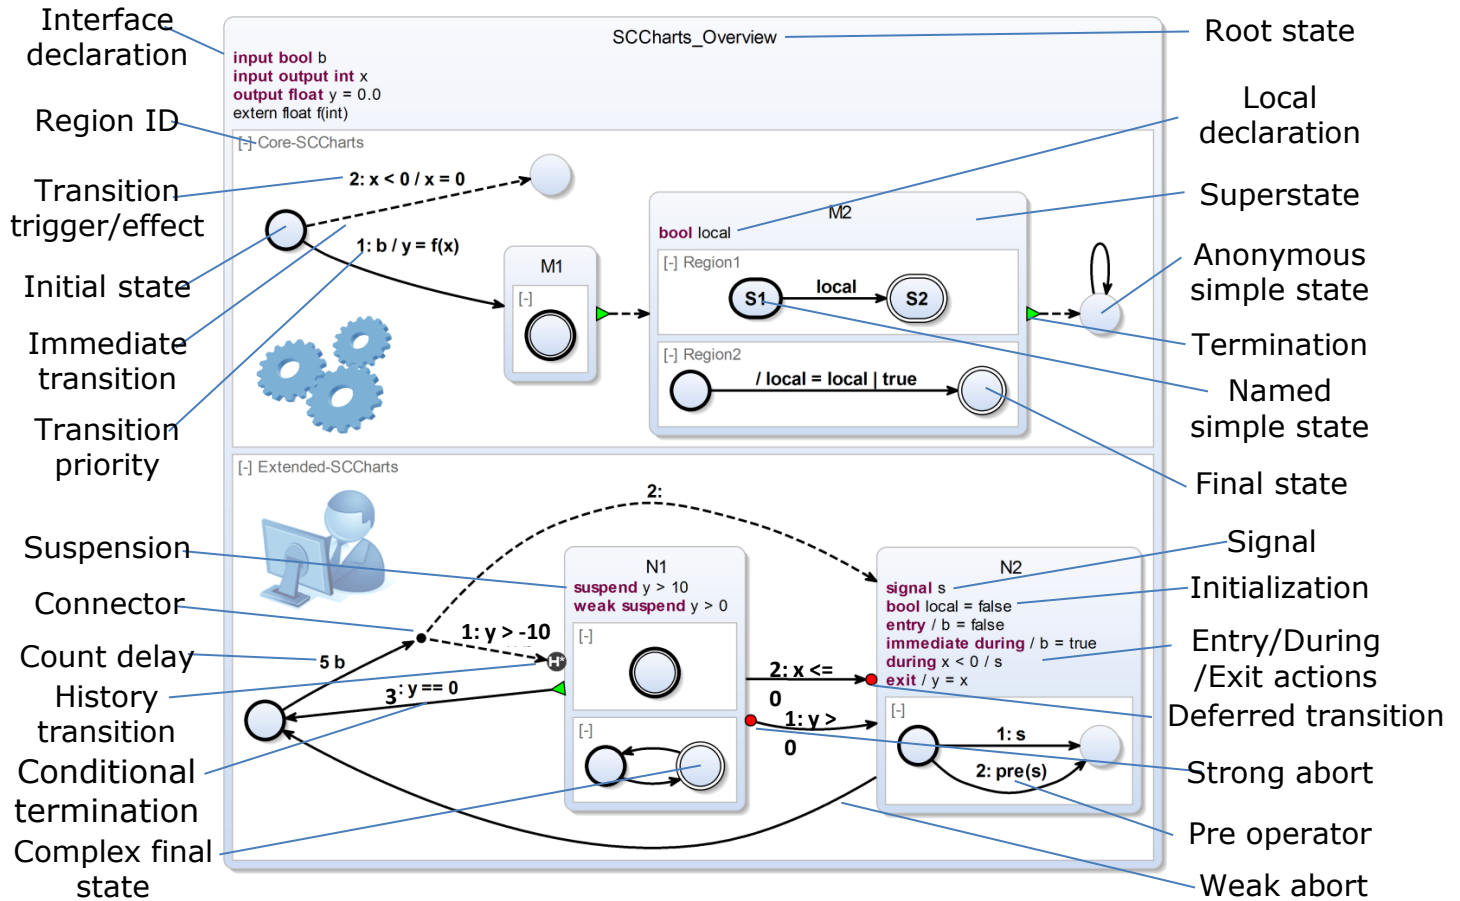 Interface
declaration
Region ID
Transition
trigger/effect
Initial state
Immediate
transition
Transition
priority
Suspension
Connector
Count delay
History
transition
Conditional
termination
Complex final
state
SCCharts_Overview
input bool b
input output int x
output float y = 0.0
extern float f(int)
[-] Core-SCCharts
2: x < 0 / x = 0
1: b / y = f(x)
M1
[-]
M2
bool local
[-] Region1
S1
local
S2
[-] Region2
/ local = local | true
[-] Extended-SCCharts
2:
1: y > -10
5 b
H*
3: y == 0
N1
suspend y > 10
weak suspend y > 0
[-]
[-]
2: x <=
0
1: y >
0
N2
signal s
bool local = false
entry / b = false
immediate during / b = true
during x < 0 / s
exit / y = x
[-]
1: s
2: pre(s)
Root state
Local
declaration
Superstate
Anonymous
simple state
Termination
Named
simple state
Final state
Signal
Initialization
Entry/During
/Exit actions
Deferred transition
Strong abort
Pre operator
Weak abort